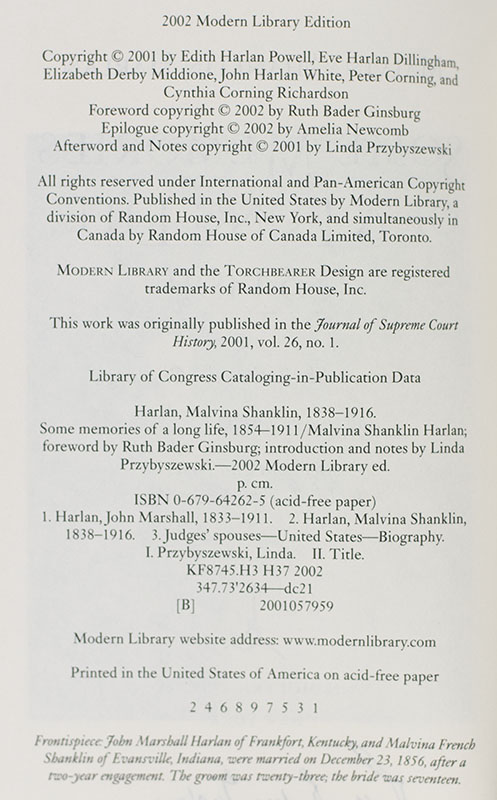 2002 Modern Library Edition
Copyright © 2001 by Edith Harlan Powell, Eve Harlan Dillingham,
Elizabeth Derby Middione, John Harlan White, Peter Corning, and
Cynthia Corning Richardson
Foreword copyright © 2002 by Ruth Bader Ginsburg
Epilogue copyright © 2002 by Amelia Newcomb
Afterword and Notes copyright © 2001 by Linda Przybyszewski
All rights reserved under International and Pan-American Copyright
Conventions. Published in the United States by Modern Library, a
division of Random House, Inc., New York, and simultaneously in
Canada by Random House of Canada Limited, Toronto.
MODERN LIBRARY and the TORCHBEARER Design are registered
trademarks of Random House, Inc.
This work was originally published in the Journal of Supreme Court
History, 2001, vol. 26, no. 1.
Library of Congress Cataloging-in-Publication Data
Harlan, Malvina Shanklin, 1838–1916.
Some memories of a long life, 1854–1911/Malvina Shanklin Harlan;
foreword by Ruth Bader Ginsburg; introduction and notes by Linda
Przybyszewski.—2002 Modern Library ed.
p. cm.
ISBN 0-679-64262-5 (acid-free paper)
1. Harlan, John Marshall, 1833–1911. 2. Harlan, Malvina Shanklin,
1838–1916. 3. Judges' spouses—United States—Biography.
I. Przybyszewski, Linda. II. Title.
KF8745.H3 H37 2002
347.73'2634—dc21
[B] 2001057959
Modern Library website address: www.modernlibrary.com
Printed in the United States of America on acid-free paper
2 4 6 8 9 7 5 3 1
Frontispiece: John Marshall Harlan of Frankfort, Kentucky, and Malvina French
Shanklin of Evansville, Indiana, were married on December 23, 1856, after a
two-year engagement. The groom was twenty-three; the bride was seventeen.